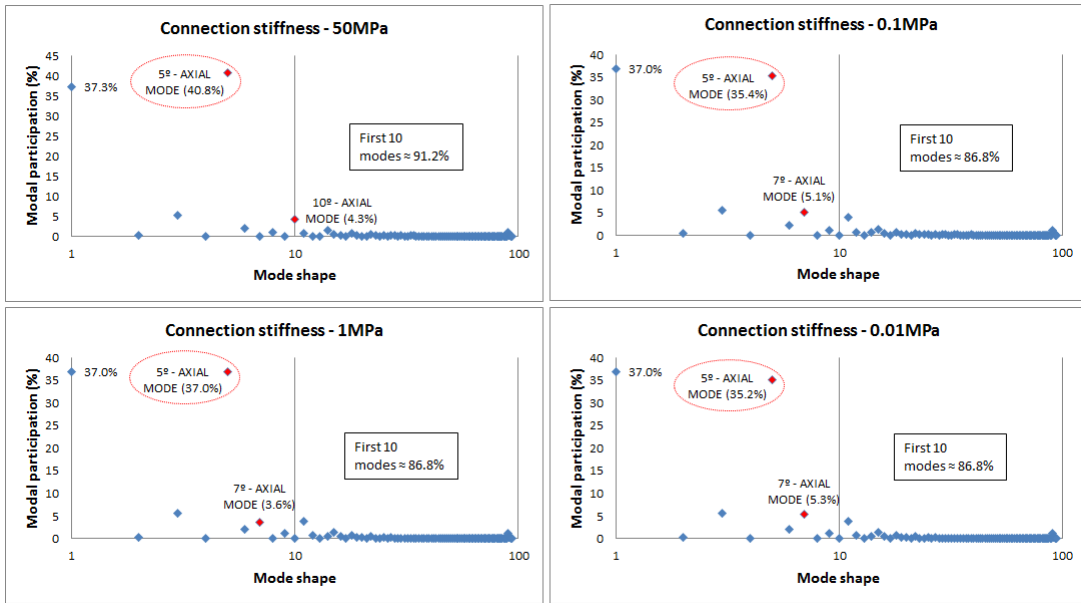 Connection stiffness - 50MPa
Modal participation (%)
45
40
35
30
25
20
15
10
5
0
37.3%
5º - AXIAL
MODE (40.8%)
First 10
modes ≈ 91.2%
10º - AXIAL
MODE (4.3%)
1
10
100
Mode shape
Connection stiffness - 0.1MPa
Modal participation (%)
40
35
30
25
20
15
10
5
0
37.0%
5º - AXIAL
MODE (35.4%)
First 10
modes ≈ 86.8%
7º - AXIAL
MODE (5.1%)
1
10
100
Mode shape
Connection stiffness - 1MPa
Modal participation (%)
40
35
30
25
20
15
10
5
0
37.0%
5º - AXIAL
MODE (37.0%)
First 10
modes ≈ 86.8%
7º - AXIAL
MODE (3.6%)
1
10
100
Mode shape
Connection stiffness - 0.01MPa
Modal participation (%)
40
35
30
25
20
15
10
5
0
37.0%
5º - AXIAL
MODE (35.2%)
First 10
modes ≈ 86.8%
7º - AXIAL
MODE (5.3%)
1
10
100
Mode shape